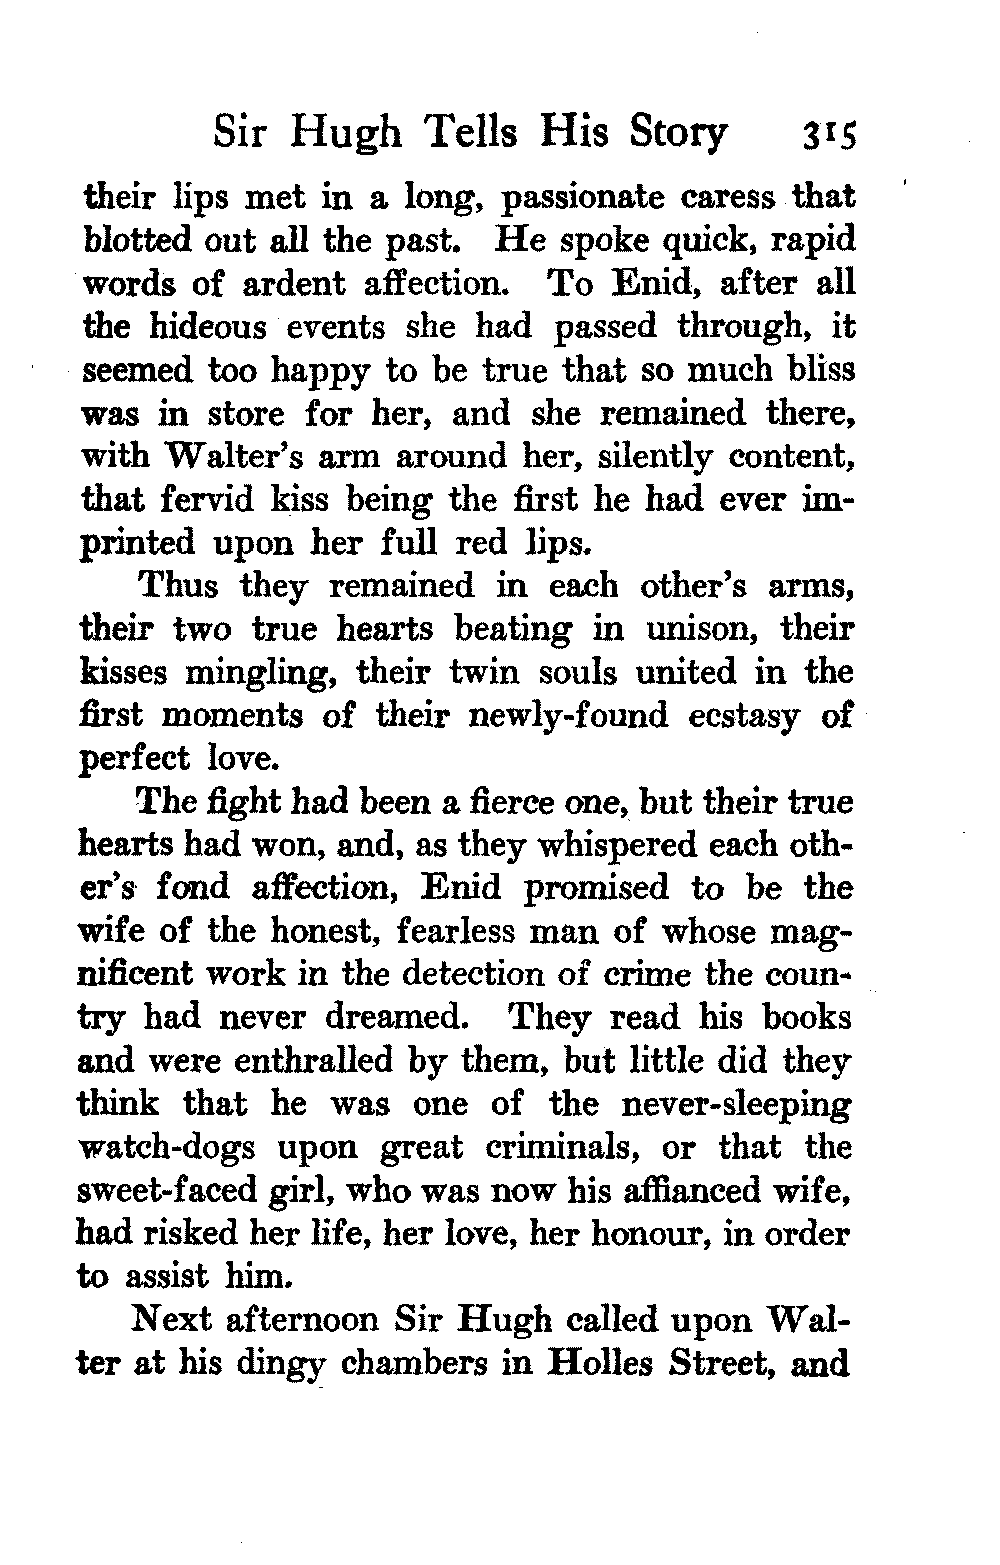 Sir Hugh Tells His Story 315
their lips met in a long, passionate caress that
blotted out all the past. He spoke quick, rapid
words of ardent affection. To Enid, after all
the hideous events she had passed through, it
seemed too happy to be true that so much bliss
was in store for her, and she remained there,
with Walter's arm around her, silently content,
that fervid kiss being the first he had ever im-
printed upon her full red lips.
Thus they remained in each other's arms,
their two true hearts beating in unison, their
kisses mingling, their twin souls united in the
first moments of their newly-found ecstasy of
perfect love.
The fight had been a fierce one, but their true
hearts had won, and, as they whispered each oth-
er's fond affection, Enid promised to be the
wife of the honest, fearless man of whose mag-
nificent work in the detection of crime the coun-
try had never dreamed. They read his books
and were enthralled by them, but little did they
think that he was one of the never-sleeping
watch-dogs upon great criminals, or that the
sweet-faced girl, who was now his affianced wife,
had risked her life, her love, her honour, in order
to assist him.
Next afternoon Sir Hugh called upon Wal-
ter at his dingy chambers in Holles Street, and